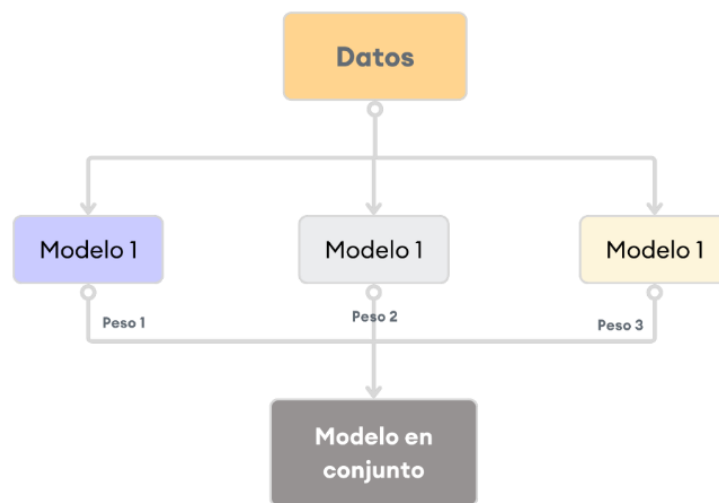 Datos
Modelo 1
Modelo 1
Modelo 1
Peso 1
Peso 2
Peso 3
Modelo en
conjunto